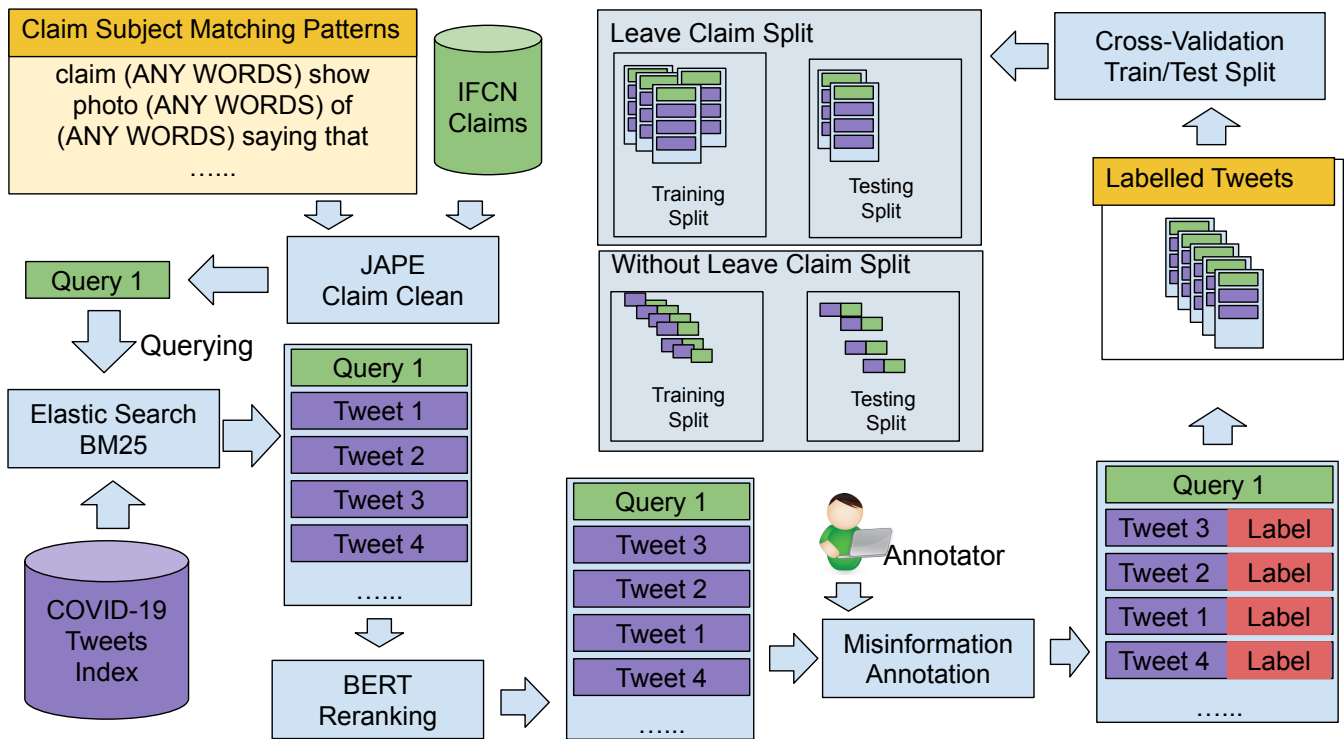 Claim Subject Matching Patterns
claim (ANY WORDS) show
photo (ANY WORDS) of
(ANY WORDS) saying that
…...
IFCN
Claims
JAPE
Claim Clean
Query 1
Querying
Elastic Search
BM25
COVID-19
Tweets
Index
Query 1
Tweet 1
Tweet 2
Tweet 3
Tweet 4
…...
BERT
Reranking
Query 1
Tweet 3
Tweet 2
Tweet 1
Tweet 4
…...
Annotator
Misinformation
Annotation
Query 1
Tweet 3 Label
Tweet 2 Label
Tweet 1 Label
Tweet 4 Label
…...
Labelled Tweets
Cross-Validation
Train/Test Split
Leave Claim Split
Training
Split
Testing
Split
Without Leave Claim Split
Training
Split
Testing
Split